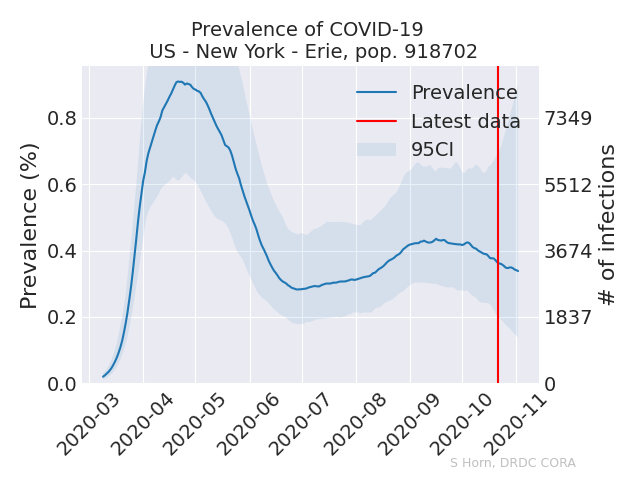 Prevalence of COVID-19
US - New York - Erie, pop. 918702
Prevalence
Latest data
95CI
Prevalence (%)
0.8
0.6
0.4
0.2
0.0
7349
5512
3674
1837
0
# of infections
2020-03
2020-04
2020-05
2020-06
2020-07
2020-08
2020-09
2020-10
2020-11
S Horn, DRDC CORA